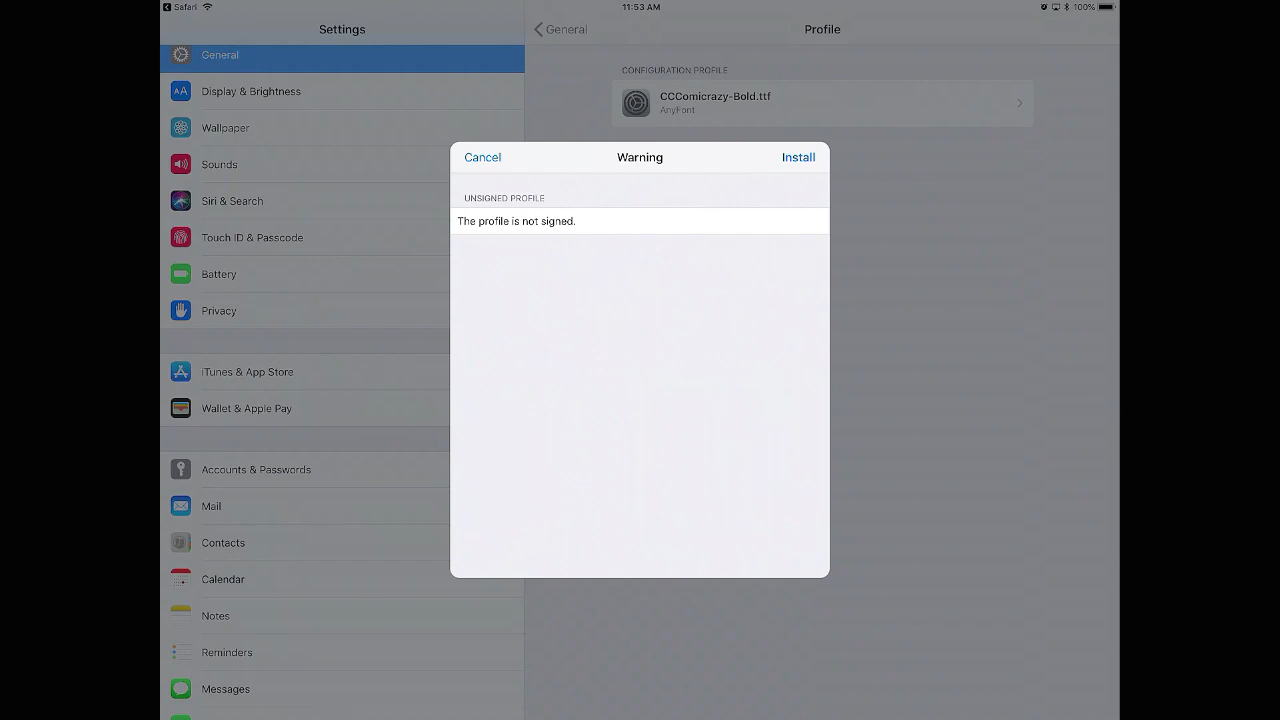 Safari
11:53 AM
100%
Settings
General
Profile
General
Display & Brightness
Wallpaper
Sounds
Siri & Search
Touch ID & Passcode
Battery
Privacy
iTunes & App Store
Wallet & Apple Pay
Accounts & Passwords
Mail
Contacts
Calendar
Notes
Reminders
Messages
CONFIGURATION PROFILE
CCComicrazy-Bold.ttf
AnyFont
Cancel
Warning
Install
UNSIGNED PROFILE
The profile is not signed.